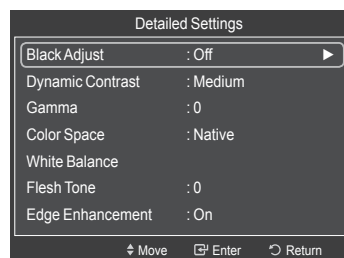 Detailed Settings
Black Adjust : Off ►
Dynamic Contrast : Medium
Gamma : 0
Color Space : Native
White Balance
Flesh Tone : 0
Edge Enhancement : On
Move Enter Return